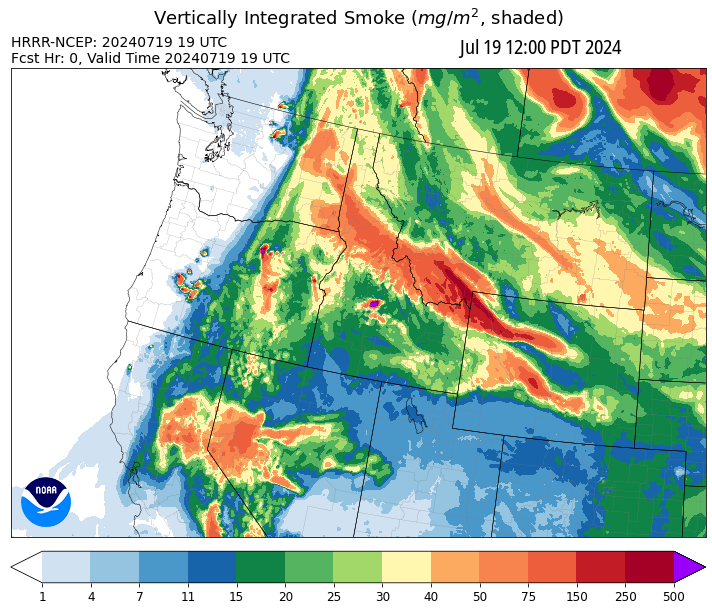 Vertically Integrated Smoke (mg/m², shaded)
HRRR-NCEP: 20240719 19 UTC
Fcst Hr: 0, Valid Time 20240719 19 UTC
Jul 19 12:00 PDT 2024
NOAA
1 4 7 11 15 20 25 30 40 50 75 150 250 500